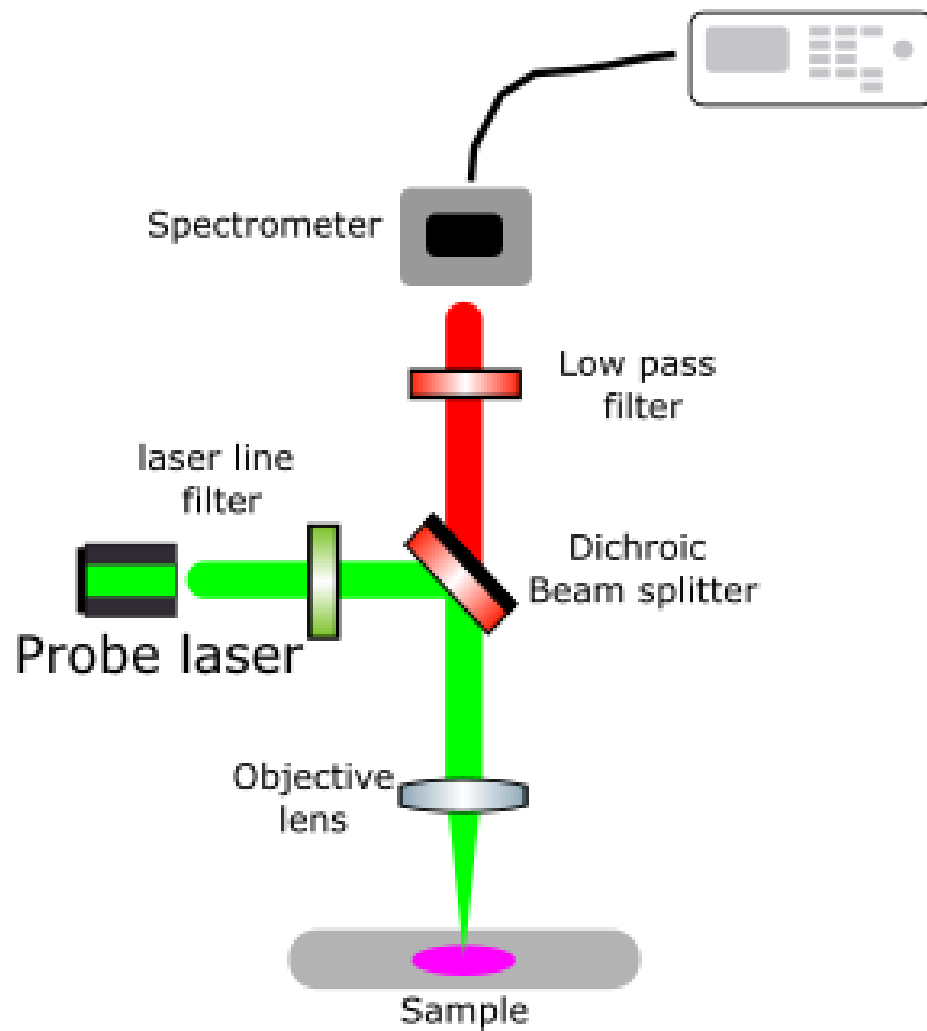 Spectrometer
Low pass
filter
laser line
filter
Dichroic
Beam splitter
Probe laser
Objective
lens
Sample